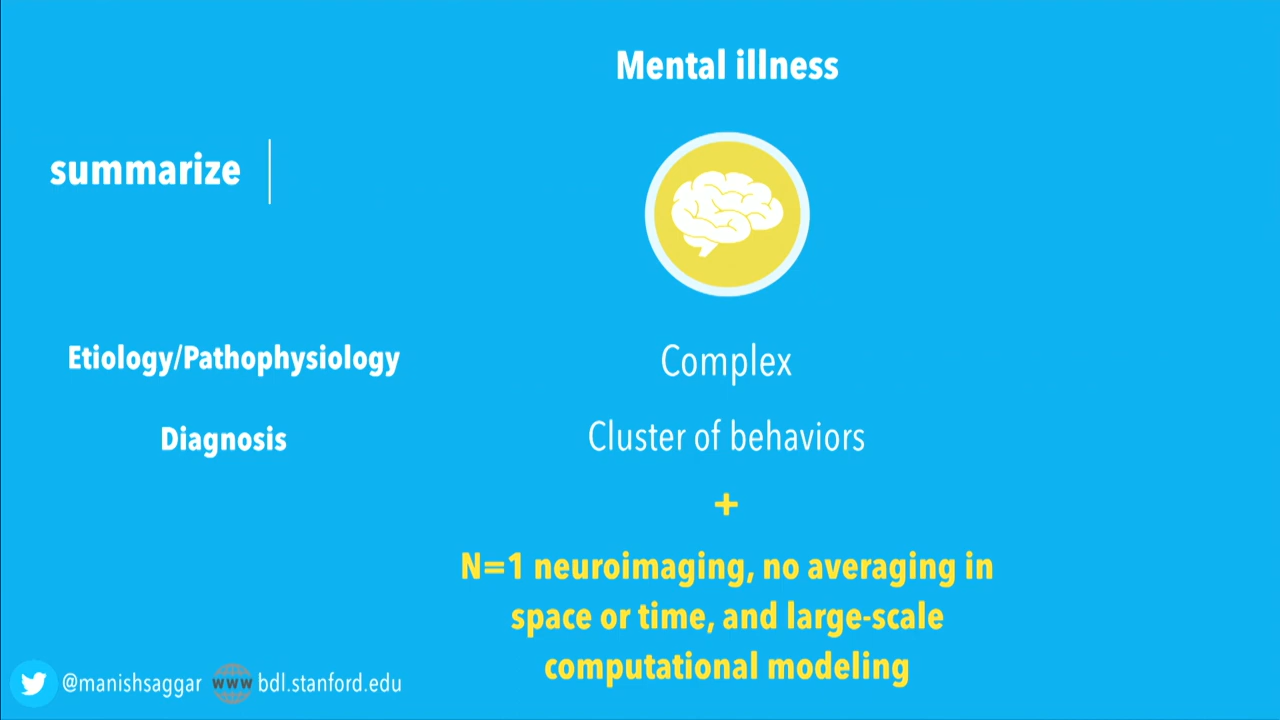 Mental illness
summarize
Etiology/Pathophysiology
Complex
Diagnosis
Cluster of behaviors
+
N=1 neuroimaging, no averaging in
space or time, and large-scale
computational modeling
@manishsaggar
www
bdl.stanford.edu